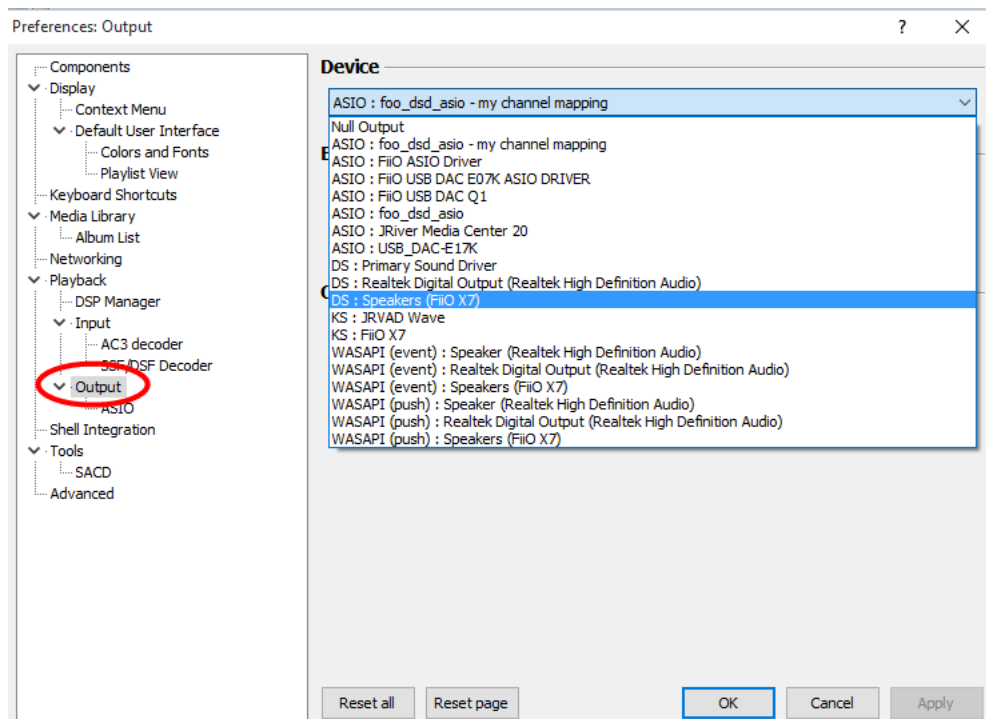 Preferences: Output
?
Components
Display
Context Menu
Default User Interface
Colors and Fonts
Playlist View
Keyboard Shortcuts
Media Library
Album List
Networking
Playback
DSP Manager
Input
AC3 decoder
DSF Decoder
Output
ASIO
Shell Integration
Tools
SACD
Advanced
Device
ASIO : foo_dsd_asio - my channel mapping
Null Output
ASIO : foo_dsd_asio - my channel mapping
ASIO : FiiO ASIO Driver
ASIO : FiiO USB DAC E07K ASIO DRIVER
ASIO : FiiO USB DAC Q1
ASIO : foo_dsd_asio
ASIO : JRiver Media Center 20
ASIO : USB_DAC-E17K
DS : Primary Sound Driver
DS : Realtek Digital Output (Realtek High Definition Audio)
DS : Speakers (FiiO X7)
KS : JRVAD Wave
KS : FiiO X7
WASAPI (event) : Speaker (Realtek High Definition Audio)
WASAPI (event) : Realtek Digital Output (Realtek High Definition Audio)
WASAPI (event) : Speakers (FiiO X7)
WASAPI (push) : Speaker (Realtek High Definition Audio)
WASAPI (push) : Realtek Digital Output (Realtek High Definition Audio)
WASAPI (push) : Speakers (FiiO X7)
Reset all
Reset page
OK
Cancel
Apply